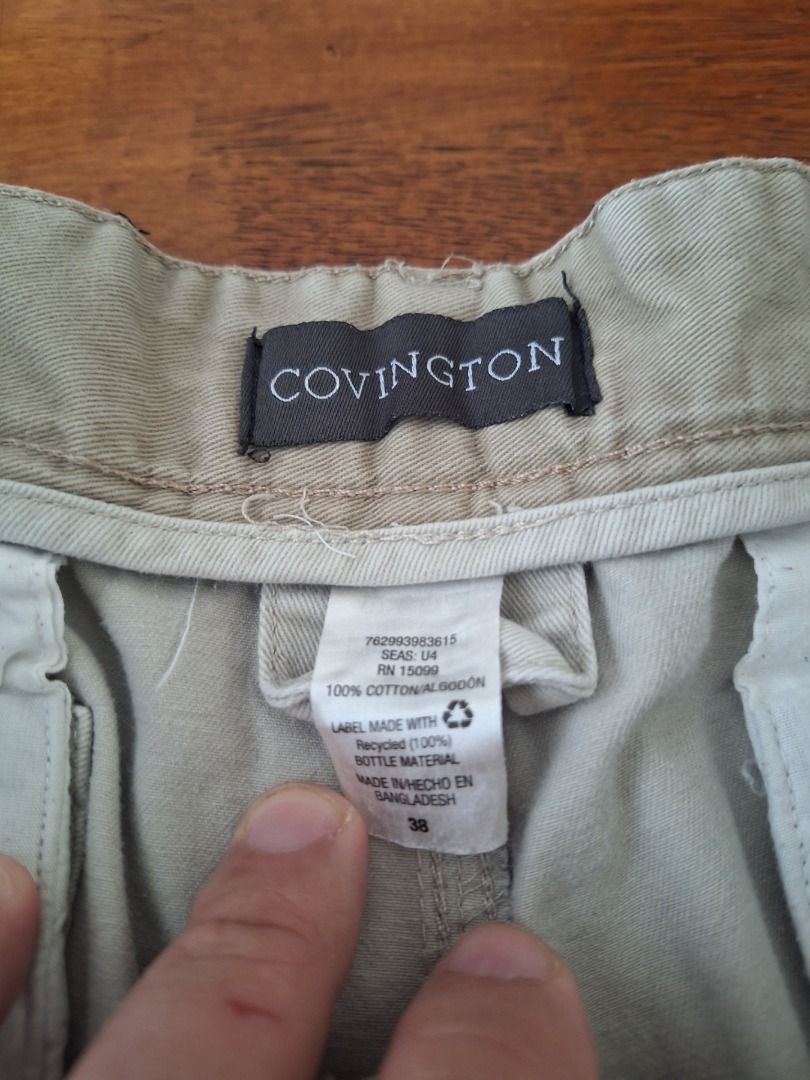 COVINGTON
762993983615
SEAS: U4
RN 15099
100% COTTON/ALGODÓN
LABEL MADE WITH
Recycled (100%)
BOTTLE MATERIAL
MADE IN/HECHO EN
BANGLADESH
38